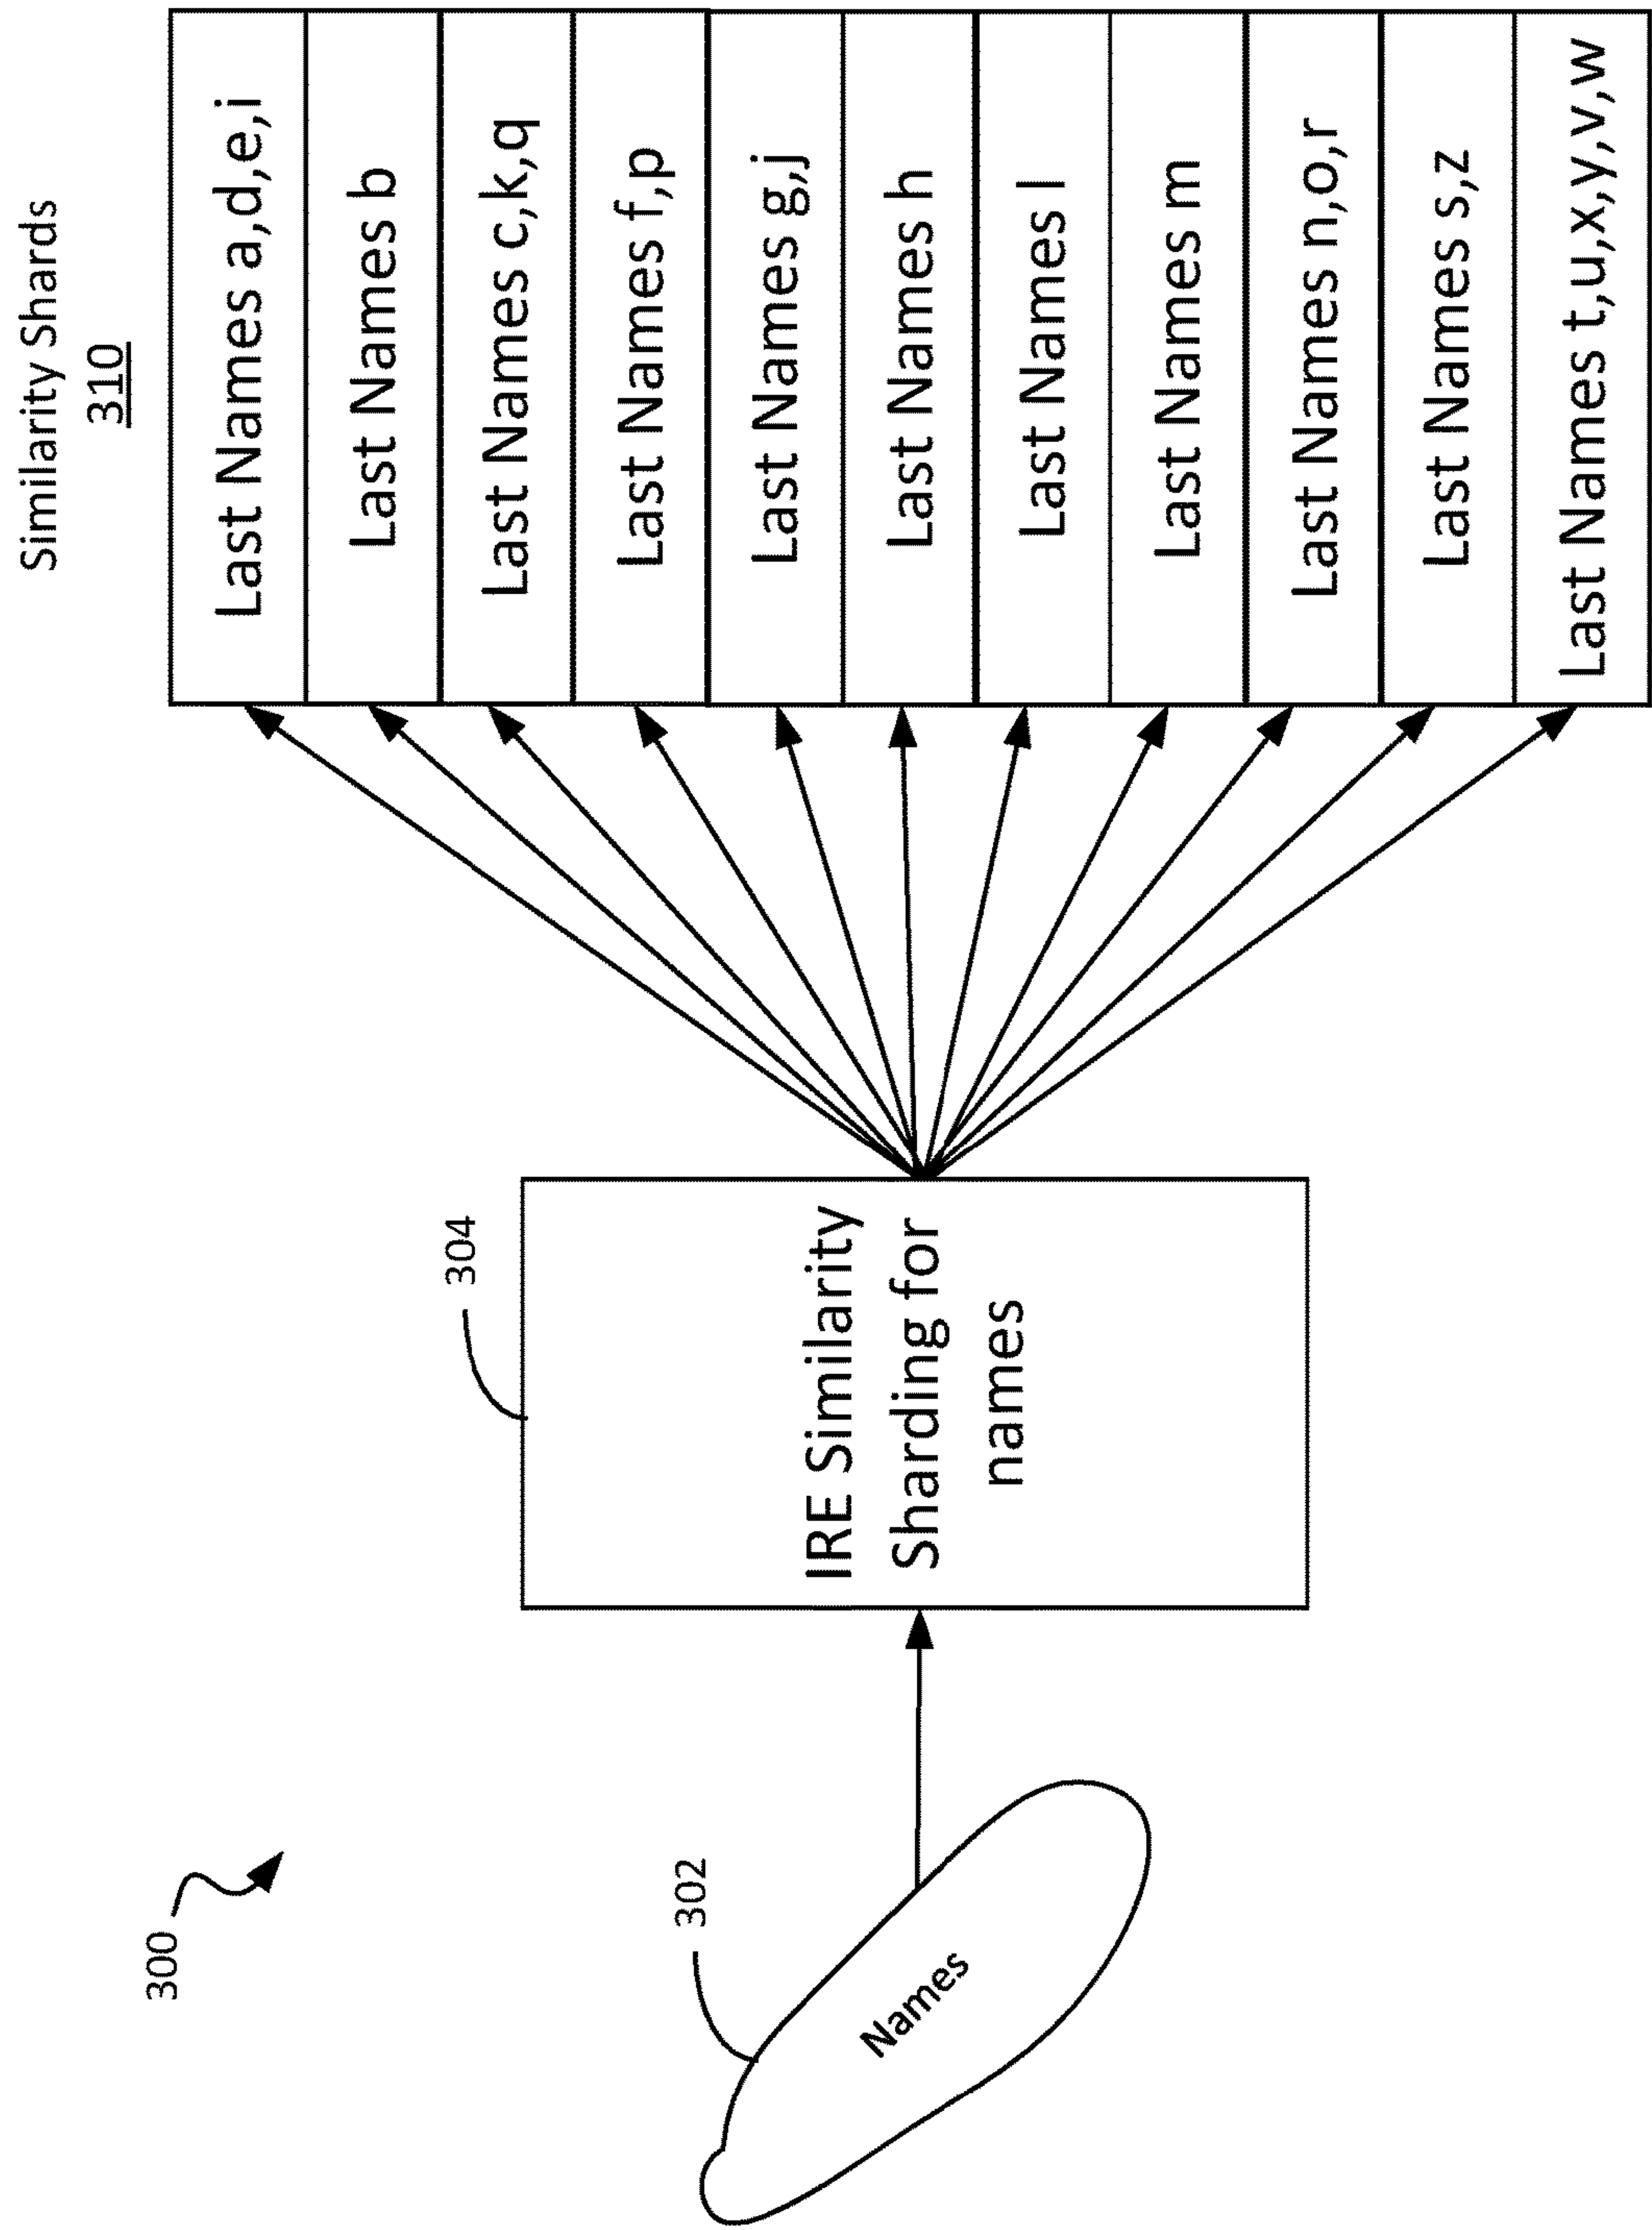 300
302
Names
304
IRE Similarity
Sharding for
names
Similarity Shards
310
Last Names a,d,e,i
Last Names b
Last Names c,k,q
Last Names f,p
Last Names g,j
Last Names h
Last Names l
Last Names m
Last Names n,o,r
Last Names s,z
Last Names t,u,x,y,v,w